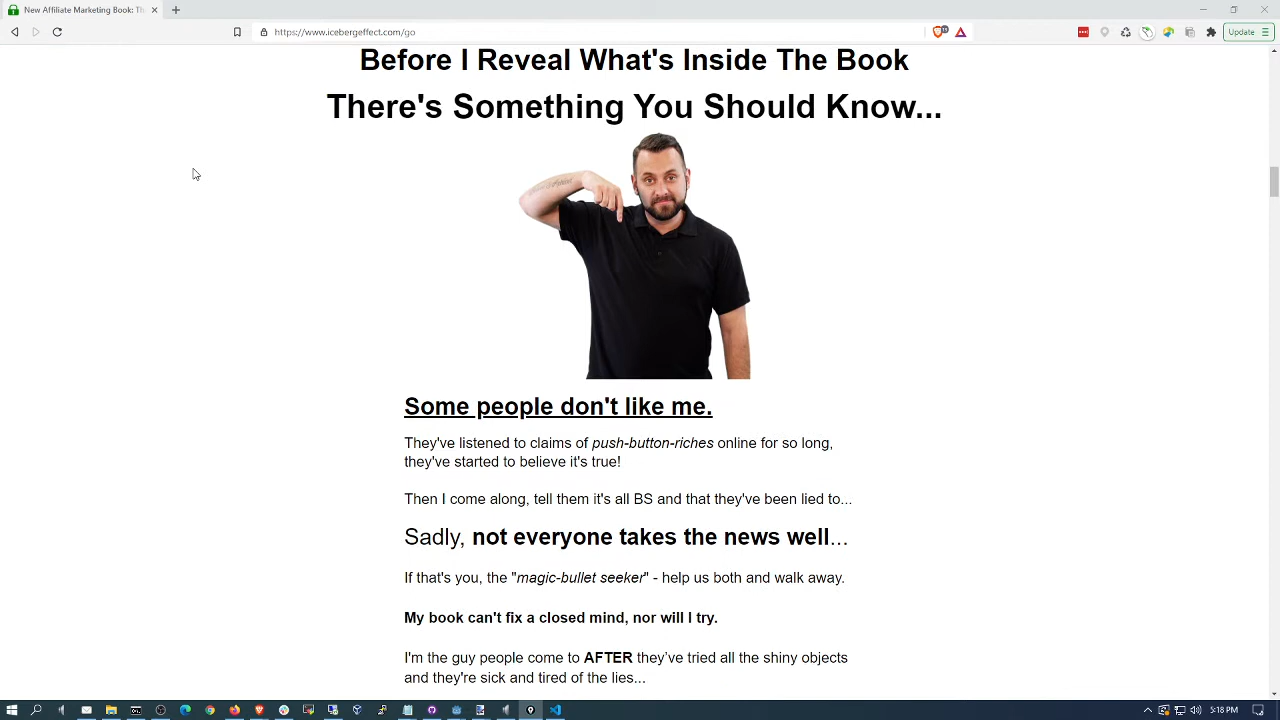 New Affiliate Marketing Book: Th
https://www.icebergeffect.com/go
Update
Before I Reveal What's Inside The Book
There's Something You Should Know...
Some people don't like me.
They've listened to claims of push-button-riches online for so long,
they've started to believe it's true!
Then I come along, tell them it's all BS and that they've been lied to...
Sadly, not everyone takes the news well...
If that's you, the "magic-bullet seeker" - help us both and walk away.
My book can't fix a closed mind, nor will I try.
I'm the guy people come to AFTER they’ve tried all the shiny objects
and they're sick and tired of the lies...
5:18 PM